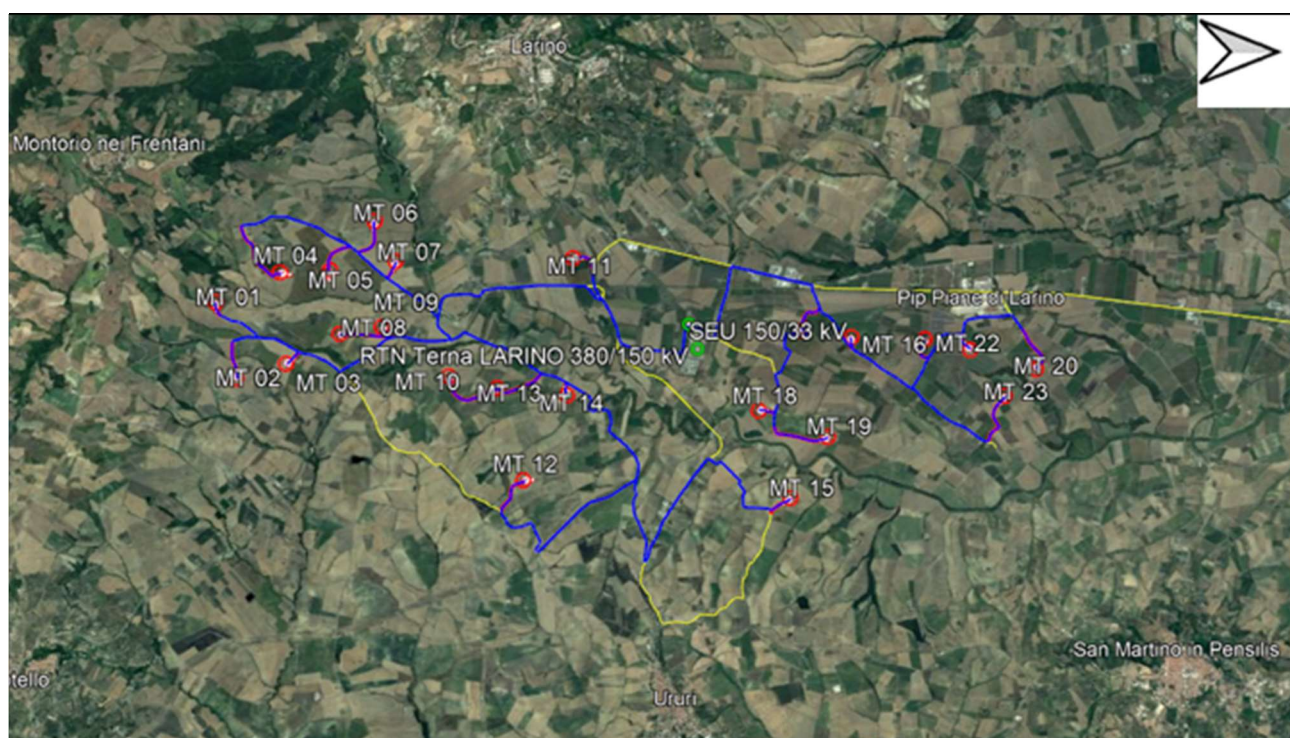 Larino
Montorio nei Frentani
MT 06
MT 04
MT 05
MT 07
MT 11
MT 01
MT 09
Pip Piane di Larino
MT 08
SEU 150/33 kV
MT 16
MT 22
RTN Terna LARINO 380/150 kV
MT 20
MT 02
MT 03
MT 10
MT 13
MT 14
MT 18
MT 23
MT 19
MT 12
MT 15
San Martino in Pensilis
tello
Ururi